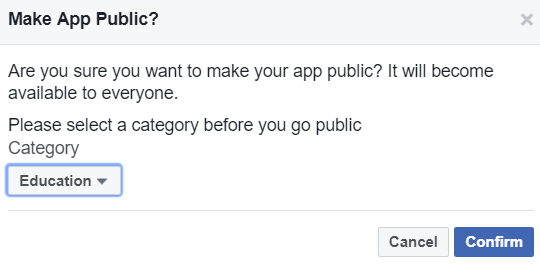 Make App Public?
Are you sure you want to make your app public? It will become
available to everyone.
Please select a category before you go public
Category
Education
Cancel Confirm